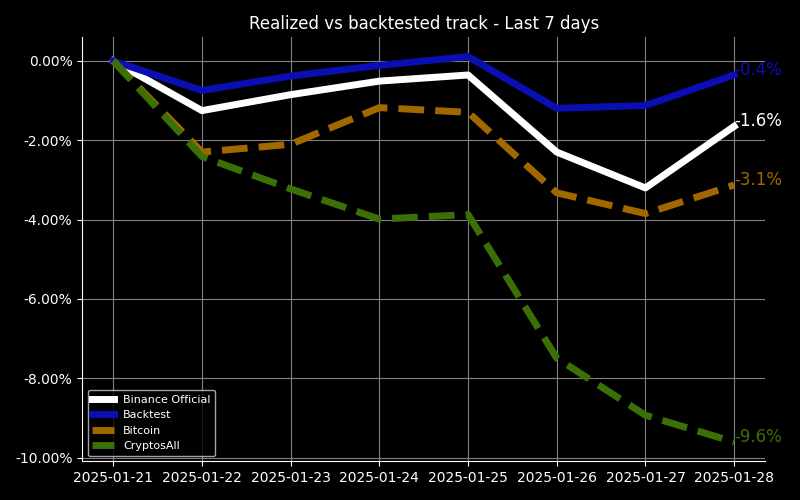 Realized vs backtested track - Last 7 days
0.00%
-2.00%
-4.00%
-6.00%
-8.00%
-10.00%
-0.4%
-1.6%
-3.1%
-9.6%
Binance Official
Backtest
Bitcoin
CryptosAll
2025-01-21 2025-01-22 2025-01-23 2025-01-24 2025-01-25 2025-01-26 2025-01-27 2025-01-28